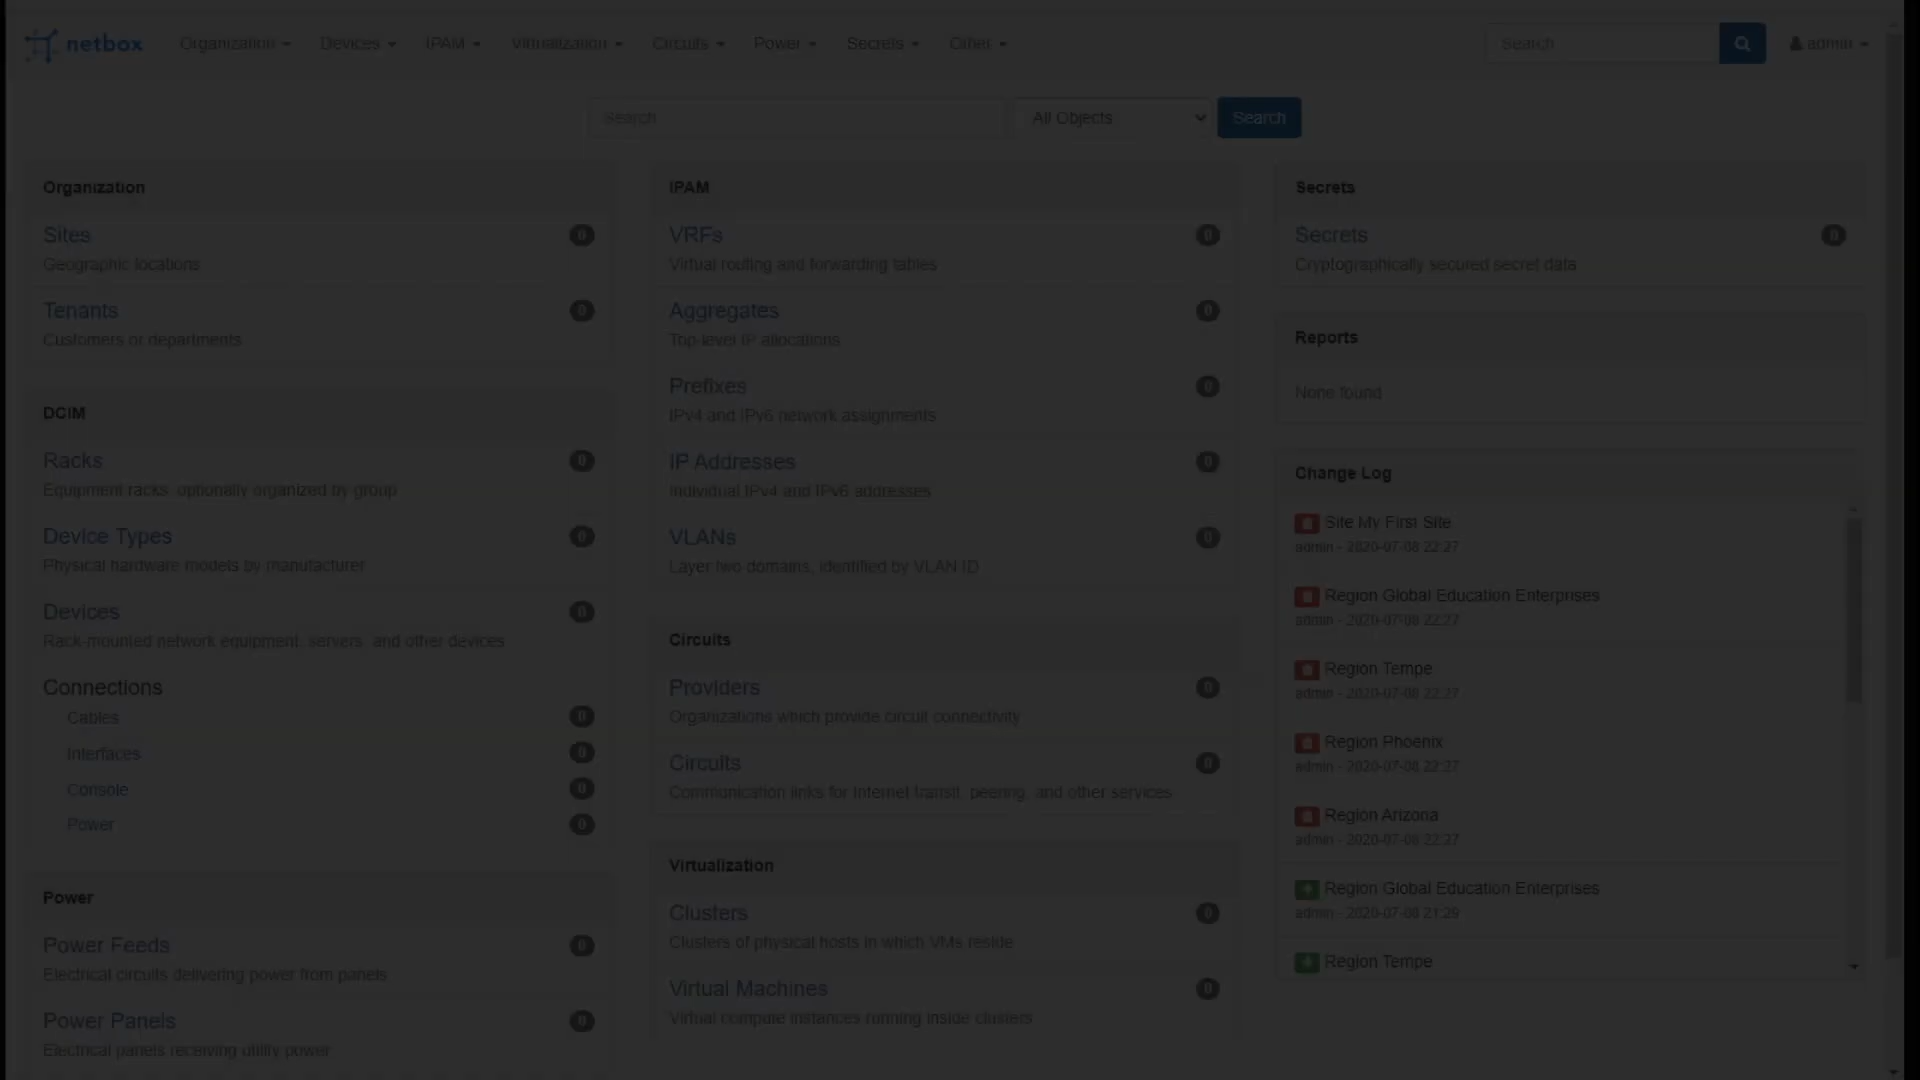 netbox Organization Devices IPAM Virtualization Circuits Power Secrets Other Search admin
Search All Objects Search
Organization
Sites 0
Geographic locations
Tenants 0
Customers or departments
DCIM
Racks 0
Equipment racks, optionally organized by group
Device Types 0
Physical hardware models by manufacturer
Devices 0
Rack-mounted network equipment, servers, and other devices
Connections
Cables 0
Interfaces 0
Console 0
Power 0
Power
Power Feeds 0
Electrical circuits delivering power from panels
Power Panels 0
Electrical panels receiving utility power
IPAM
VRFs 0
Virtual routing and forwarding tables
Aggregates 0
Top-level IP allocations
Prefixes 0
IPv4 and IPv6 network assignments
IP Addresses 0
Individual IPv4 and IPv6 addresses
VLANs 0
Layer two domains, identified by VLAN ID
Circuits
Providers 0
Organizations which provide circuit connectivity
Circuits 0
Communication links for Internet transit, peering, and other services
Virtualization
Clusters 0
Clusters of physical hosts in which VMs reside
Virtual Machines 0
Virtual compute instances running inside clusters
Secrets
Secrets 0
Cryptographically secured secret data
Reports
None found
Change Log
Site My First Site
admin - 2020-07-08 22:27
Region Global Education Enterprises
admin - 2020-07-08 22:27
Region Tempe
admin - 2020-07-08 22:27
Region Phoenix
admin - 2020-07-08 22:27
Region Arizona
admin - 2020-07-08 22:27
Region Global Education Enterprises
admin - 2020-07-08 21:29
Region Tempe